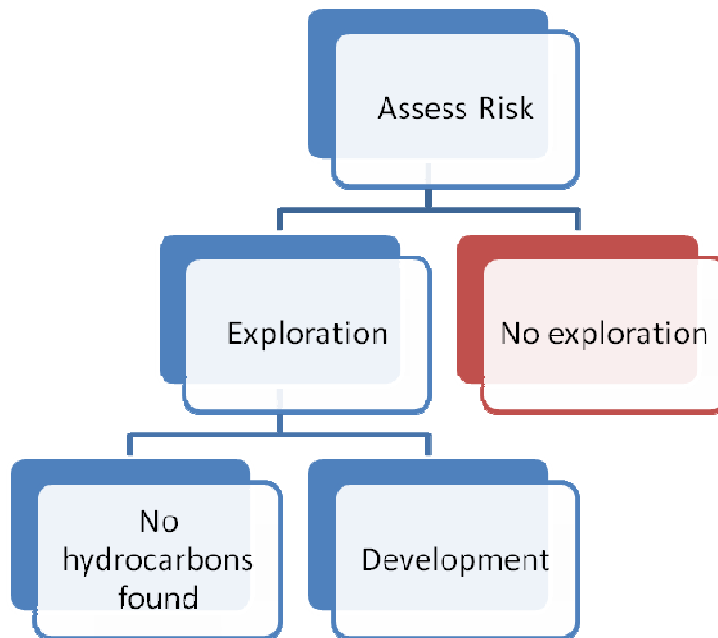 Assess Risk
Exploration
No exploration
No
hydrocarbons
found
Development